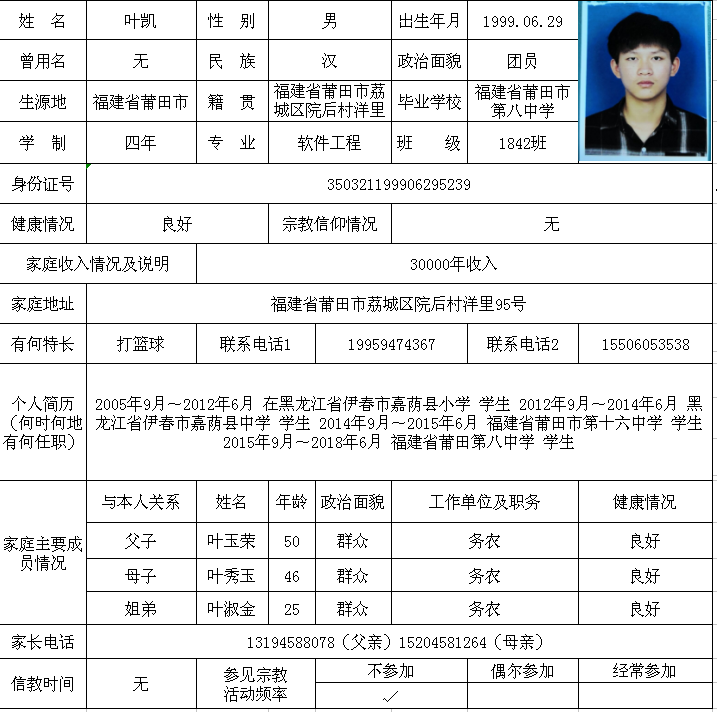 姓 名 叶凯 性 别 男 出生年月 1999.06.29
曾用名 无 民 族 汉 政治面貌 团员
生源地 福建省莆田市 籍 贯 福建省莆田市荔 毕业学校 福建省莆田市
城区院后村洋里 第八中学
学 制 四年 专 业 软件工程 班 级 1842班
身份证号 350321199906295239
健康情况 良好 宗教信仰情况 无
家庭收入情况及说明 30000年收入
家庭地址 福建省莆田市荔城区院后村洋里95号
有何特长 打篮球 联系电话1 19959474367 联系电话2 15506053538
个人简历
（何时何地
有何任职）
2005年9月～2012年6月 在黑龙江省伊春市嘉荫县小学 学生 2012年9月～2014年6月 黑
龙江省伊春市嘉荫县中学 学生 2014年9月～2015年6月 福建省莆田市第十六中学 学生
2015年9月～2018年6月 福建省莆田第八中学 学生
家庭主要成
员情况
与本人关系 姓名 年龄 政治面貌 工作单位及职务 健康情况
父子 叶玉荣 50 群众 务农 良好
母子 叶秀玉 46 群众 务农 良好
姐弟 叶淑金 25 群众 务农 良好
家长电话 13194588078（父亲）15204581264（母亲）
信教时间 无 参见宗教 不参加 偶尔参加 经常参加
活动频率 ✓